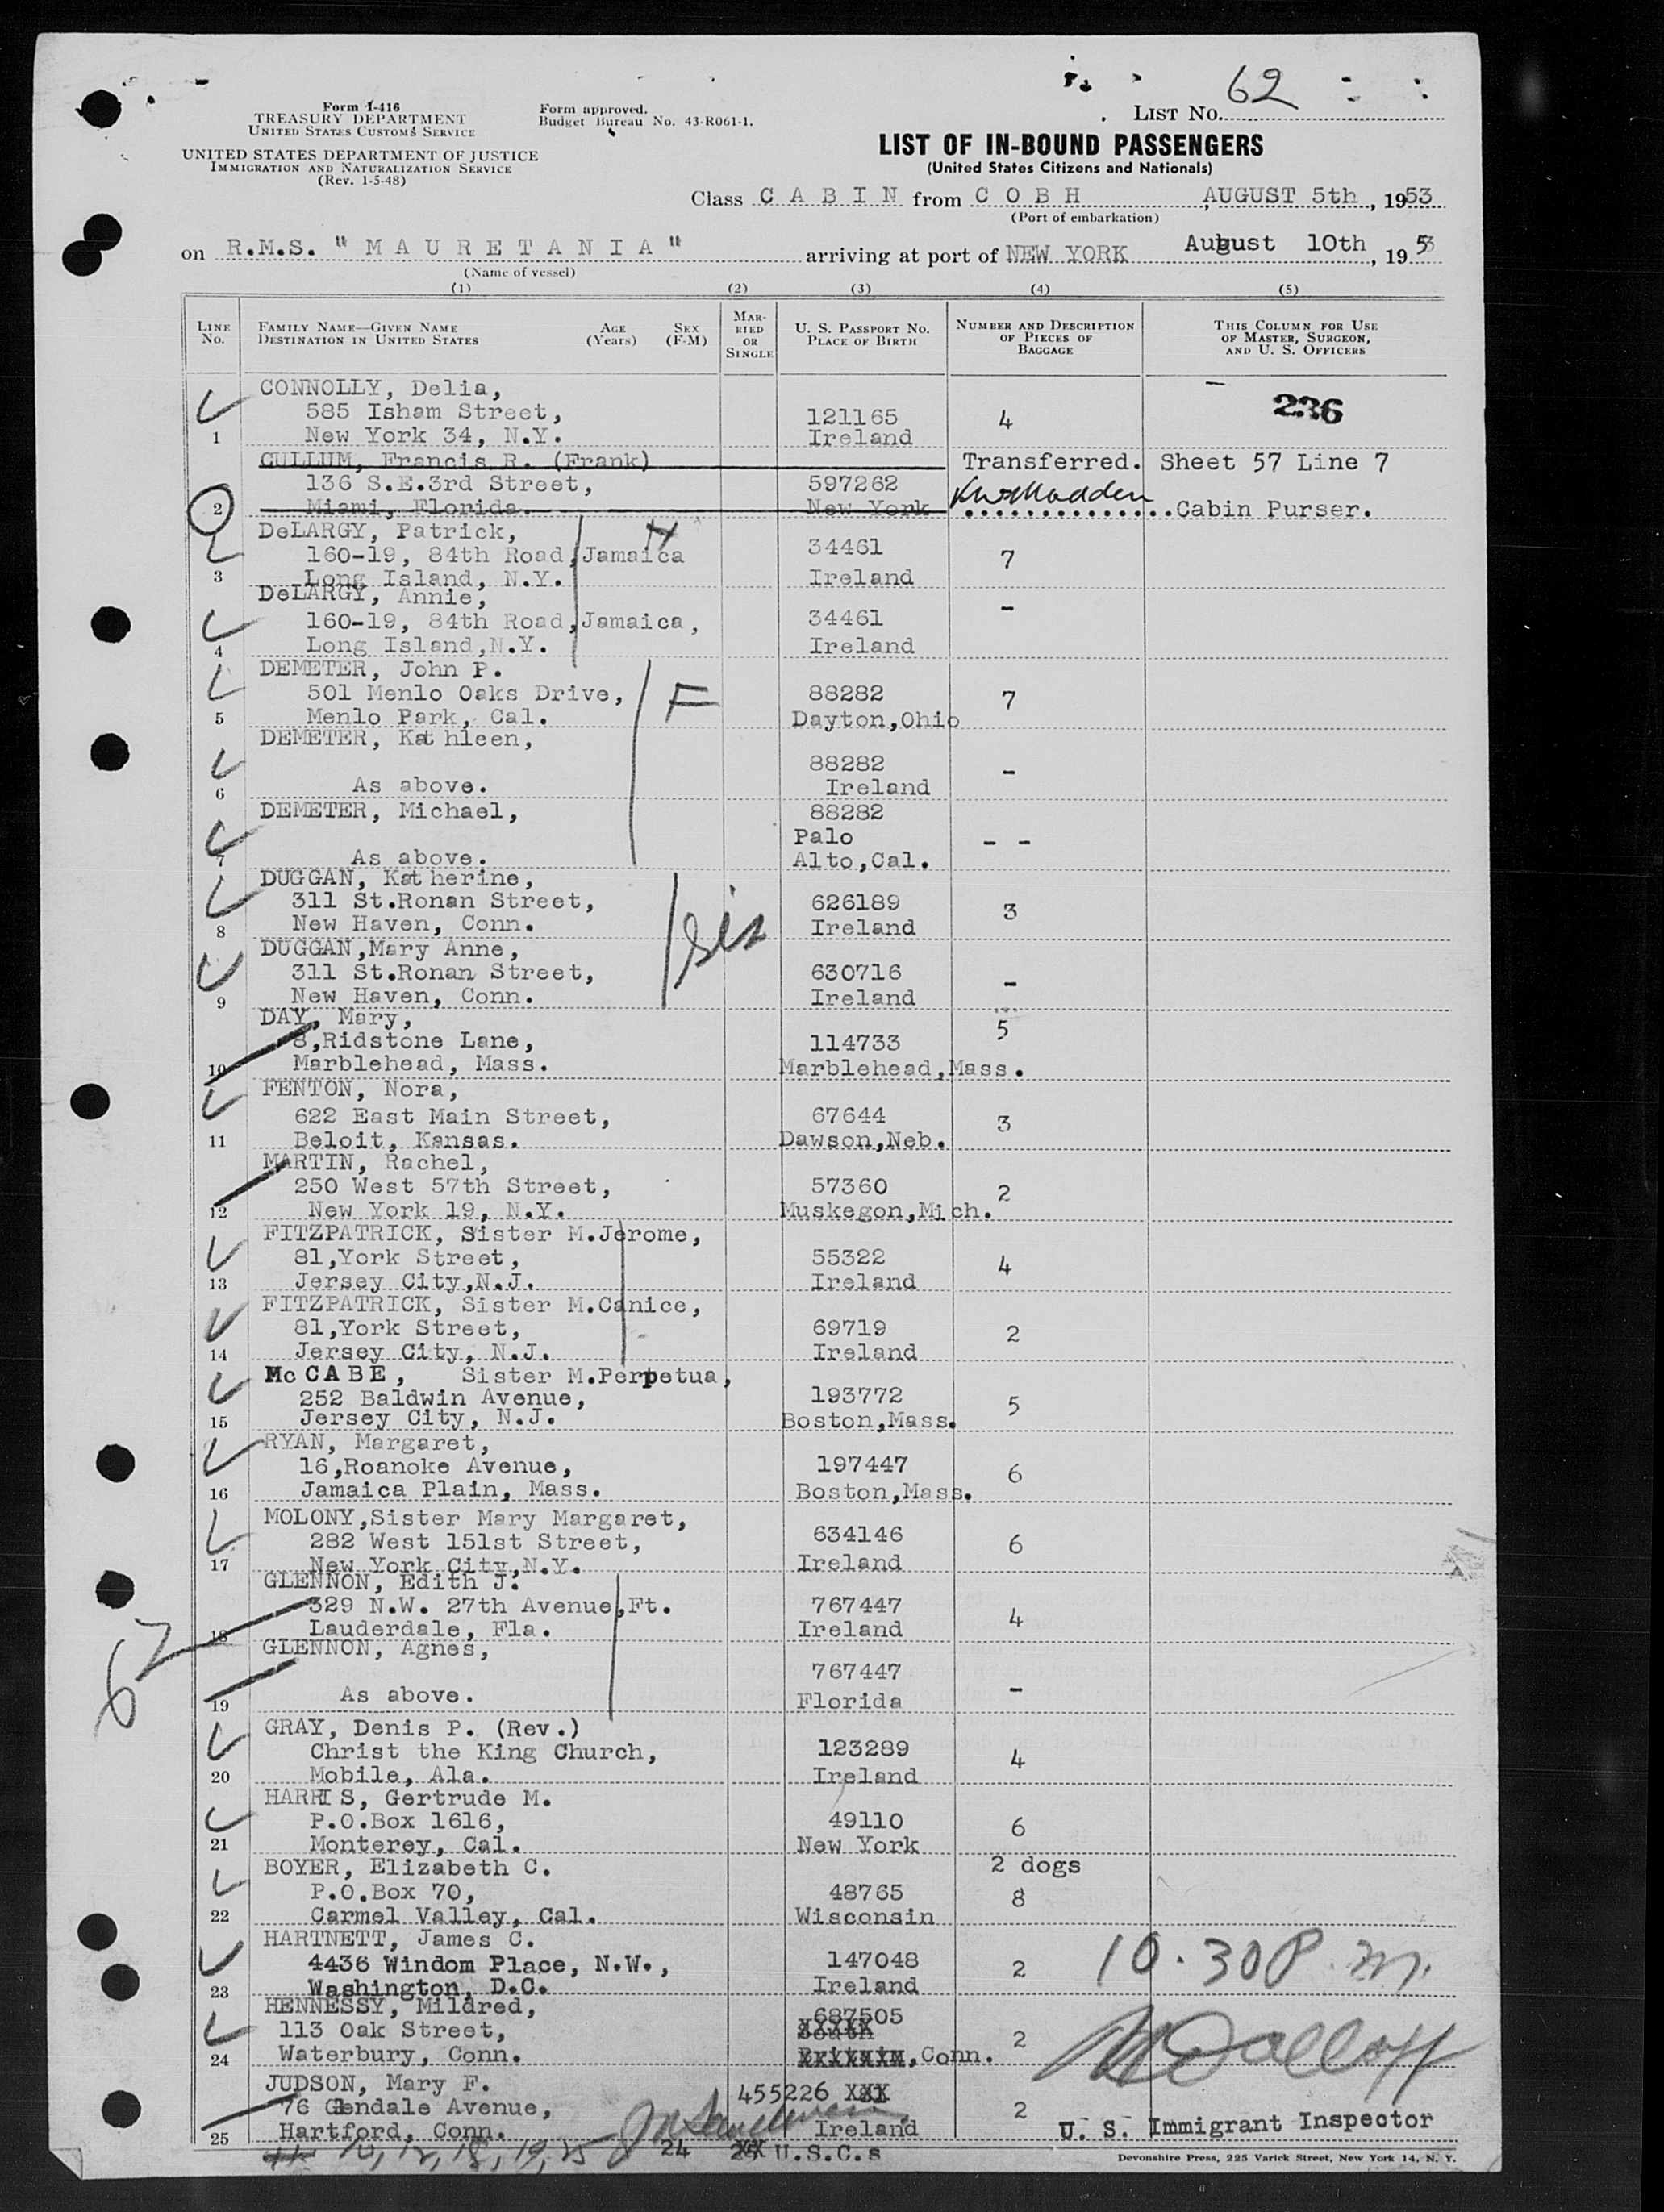 Form I-416
TREASURY DEPARTMENT
UNITED STATES CUSTOMS SERVICE
UNITED STATES DEPARTMENT OF JUSTICE
IMMIGRATION AND NATURALIZATION SERVICE
(Rev. 1-5-48)
Form approved.
Budget Bureau No. 43-R061-1.
LIST No. 62
LIST OF IN-BOUND PASSENGERS
(United States Citizens and Nationals)
Class C A B I N from C O B H, AUGUST 5th, 1953
(Port of embarkation)
on R.M.S. "M A U R E T A N I A" arriving at port of NEW YORK August 10th, 1953
(Name of vessel)
(1) (2) (3) (4) (5)
LINE No. FAMILY NAME—GIVEN NAME DESTINATION IN UNITED STATES AGE (Years) SEX (F-M) MARRIED OR SINGLE U. S. PASSPORT No. PLACE OF BIRTH NUMBER AND DESCRIPTION OF PIECES OF BAGGAGE THIS COLUMN FOR USE OF MASTER, SURGEON, AND U. S. OFFICERS
CONNOLLY, Delia,
585 Isham Street, 121165 4 236
1 New York 34, N.Y. Ireland
CULLUM, Francis R. (Frank) Transferred. Sheet 57 Line 7
136 S.E.3rd Street, 597262
2 Miami, Florida. New York ..............Cabin Purser.
DeLARGY, Patrick,
160-19, 84th Road,Jamaica 34461 7
3 Long Island, N.Y. Ireland
DeLARGY, Annie,
160-19, 84th Road,Jamaica, 34461 -
4 Long Island,N.Y. Ireland
DEMETER, John P.
501 Menlo Oaks Drive, F 88282 7
5 Menlo Park, Cal. Dayton,Ohio
DEMETER, Kathleen,
88282 -
6 As above. Ireland
DEMETER, Michael, 88282
Palo - -
7 As above. Alto,Cal.
DUGGAN, Katherine,
311 St.Ronan Street, 626189 3
8 New Haven, Conn. Ireland
sis
DUGGAN,Mary Anne,
311 St.Ronan Street, 630716 -
9 New Haven, Conn. Ireland
DAY, Mary, 5
8,Ridstone Lane, 114733
10 Marblehead, Mass. Marblehead,Mass.
FENTON, Nora,
622 East Main Street, 67644 3
11 Beloit, Kansas. Dawson,Neb.
MARTIN, Rachel,
250 West 57th Street, 57360 2
12 New York 19, N.Y. Muskegon,Mich.
FITZPATRICK, Sister M.Jerome,
81,York Street, 55322 4
13 Jersey City,N.J. Ireland
FITZPATRICK, Sister M.Canice,
81,York Street, 69719 2
14 Jersey City, N.J. Ireland
McCABE, Sister M.Perpetua,
252 Baldwin Avenue, 193772 5
15 Jersey City, N.J. Boston,Mass.
RYAN, Margaret,
16,Roanoke Avenue, 197447 6
16 Jamaica Plain, Mass. Boston,Mass.
MOLONY,Sister Mary Margaret,
282 West 151st Street, 634146 6
17 New York City,N.Y. Ireland
GLENNON, Edith J.
329 N.W. 27th Avenue,Ft. 767447 4
18 Lauderdale, Fla. Ireland
62
GLENNON, Agnes,
767447 -
19 As above. Florida
GRAY, Denis P. (Rev.)
Christ the King Church, 123289 4
20 Mobile, Ala. Ireland
HARRIS, Gertrude M.
P.O.Box 1616, 49110 6
21 Monterey, Cal. New York
BOYER, Elizabeth C. 2 dogs
P.O.Box 70, 48765 8
22 Carmel Valley, Cal. Wisconsin
HARTNETT, James C.
4436 Windom Place, N.W., 147048 2 10.30 P.m.
23 Washington, D.C. Ireland
HENNESSY, Mildred, 687505
113 Oak Street, South 2
24 Waterbury, Conn. Britain,Conn.
JUDSON, Mary F. 455226 XXX
76 Glendale Avenue, 2
25 Hartford, Conn. Ireland U. S. Immigrant Inspector
10, 12, 18, 19, 25 24 U.S.C.s
Devonshire Press, 225 Varick Street, New York 14, N. Y.